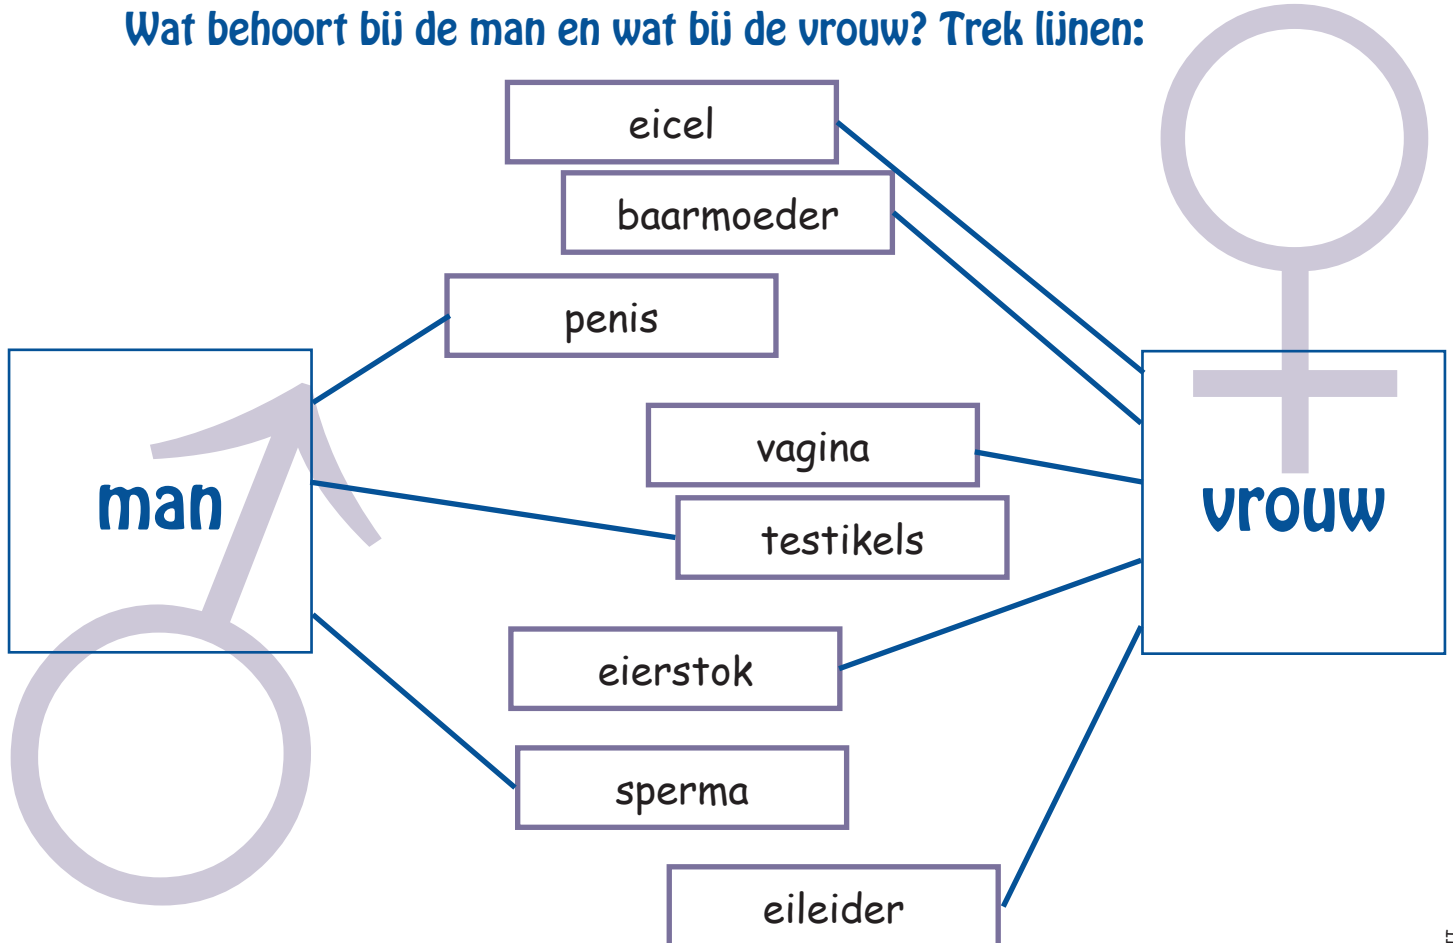 Wat behoort bij de man en wat bij de vrouw? Trek lijnen:
eicel
baarmoeder
penis
vagina
man
vrouw
testikels
eierstok
sperma
eileider